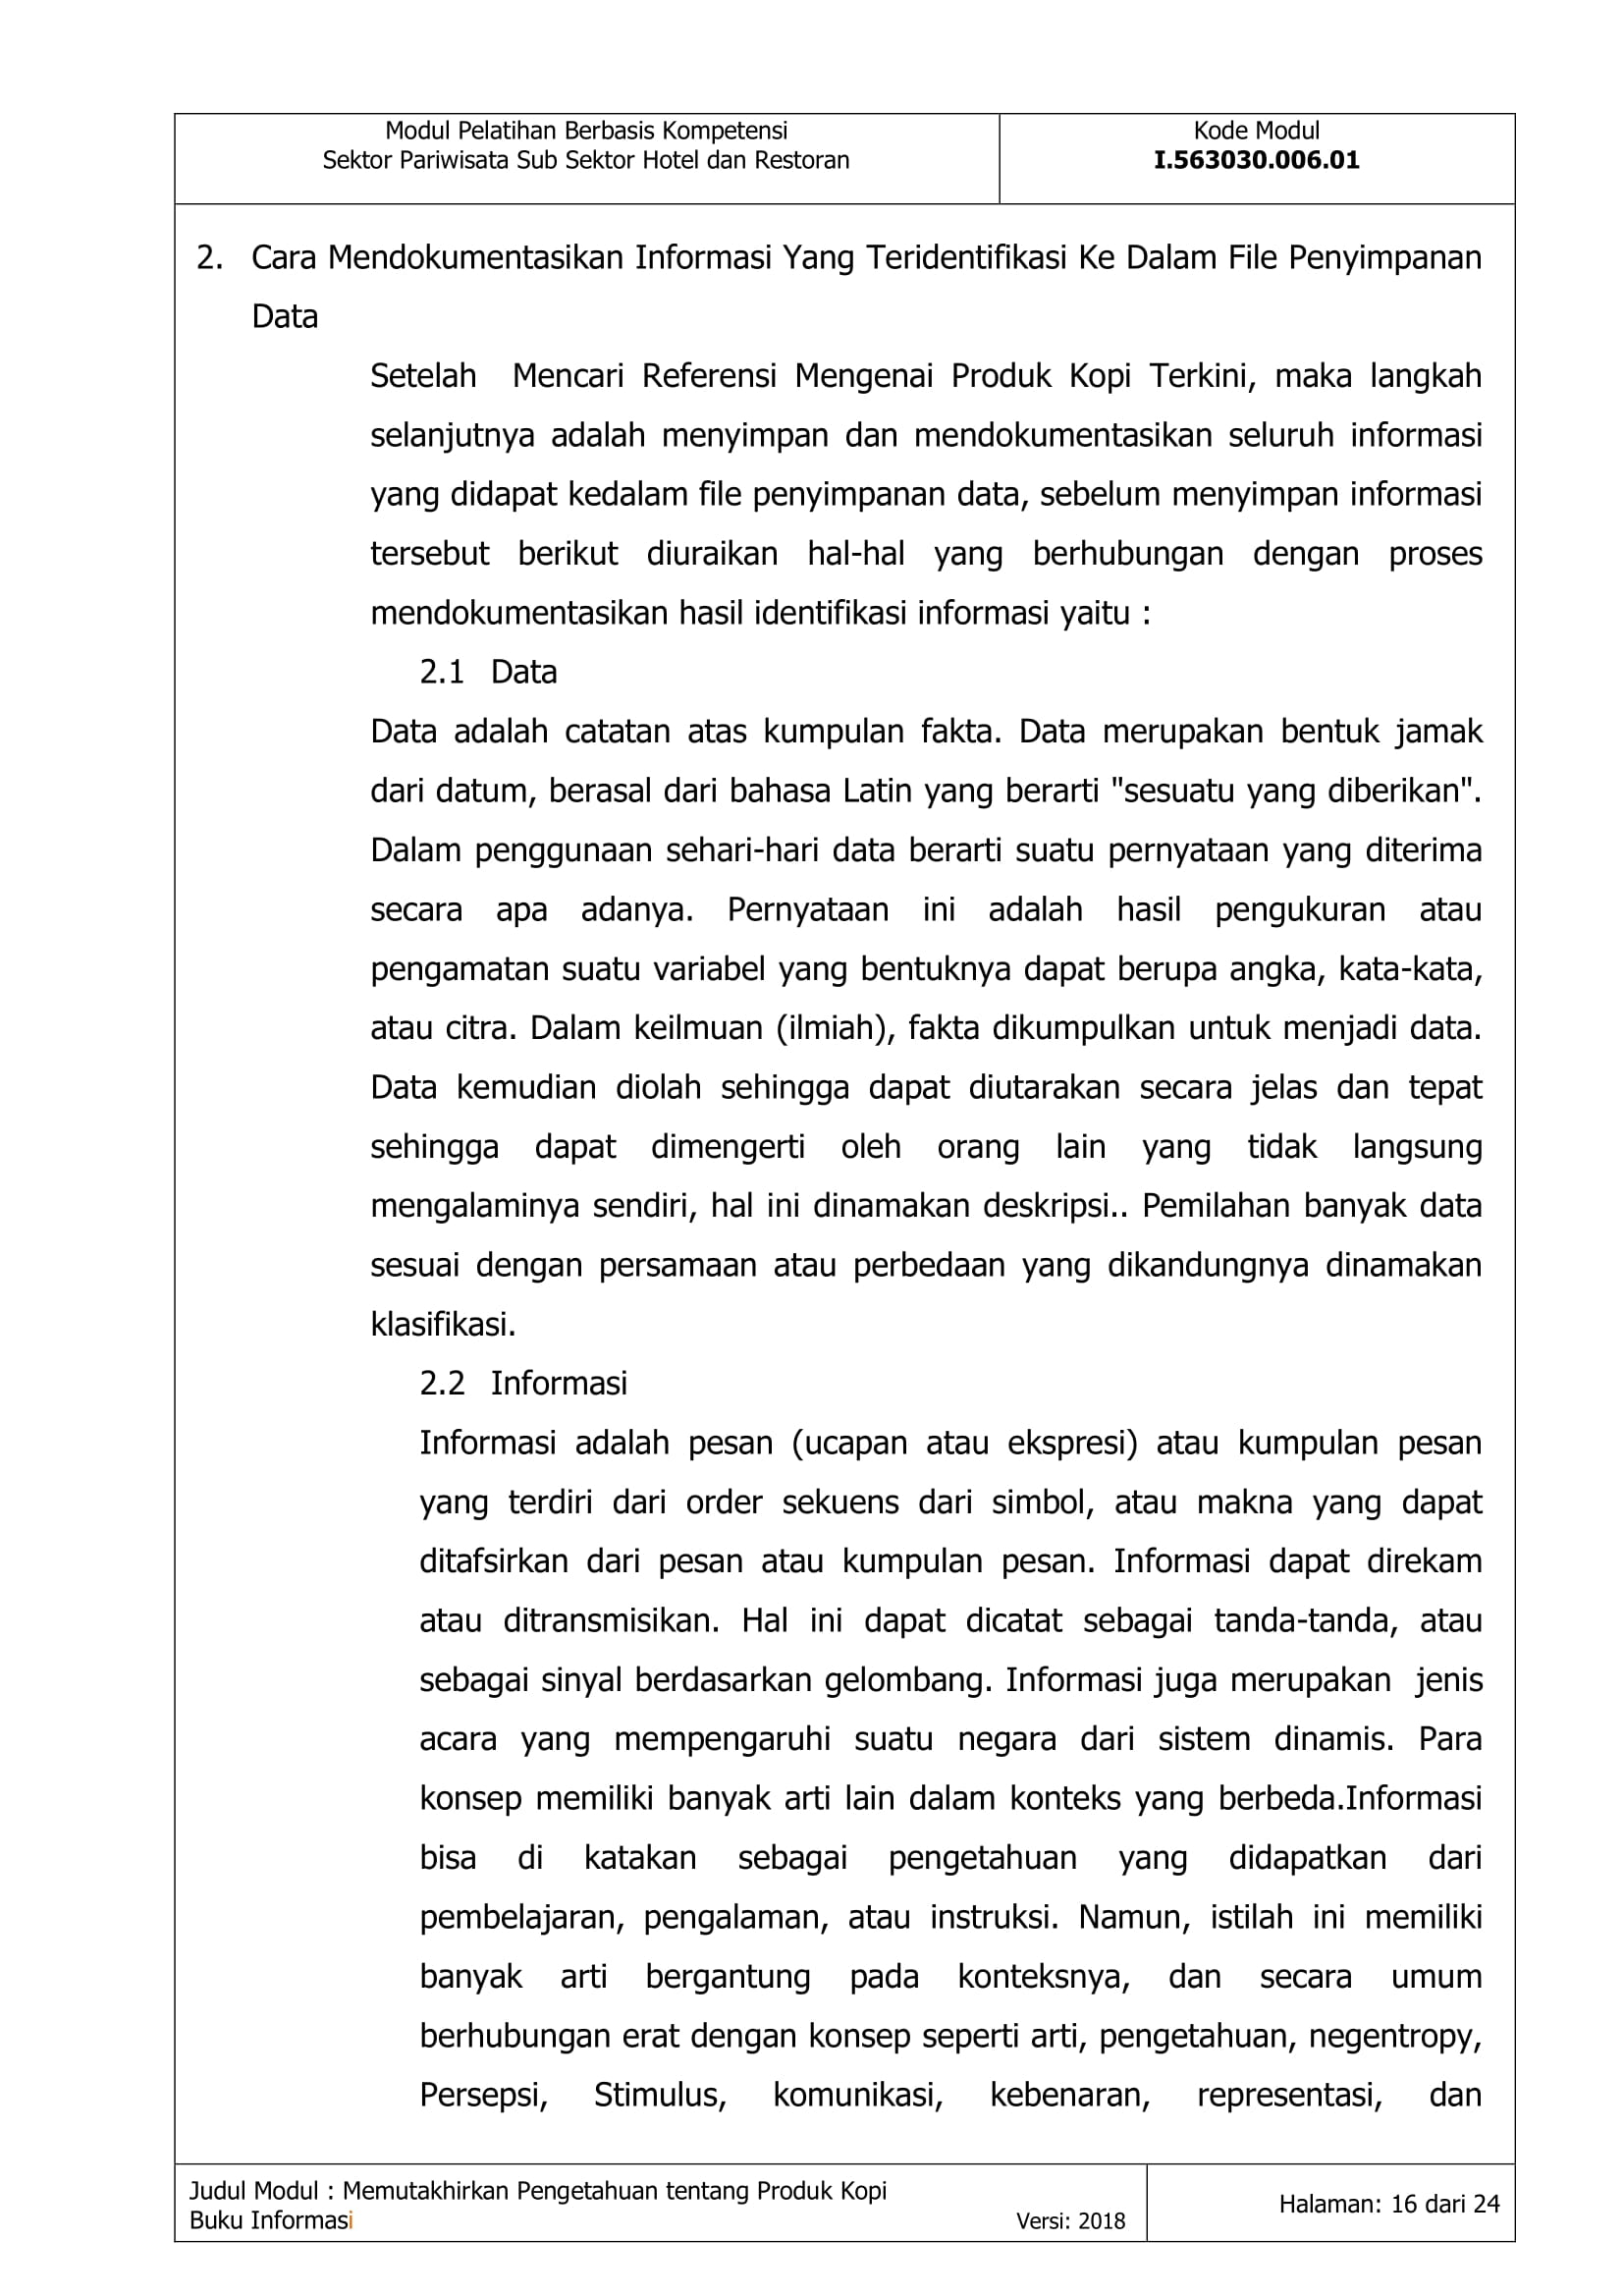 Modul Pelatihan Berbasis Kompetensi
Sektor Pariwisata Sub Sektor Hotel dan Restoran
Kode Modul
I.563030.006.01
2. Cara Mendokumentasikan Informasi Yang Teridentifikasi Ke Dalam File Penyimpanan
Data
Setelah Mencari Referensi Mengenai Produk Kopi Terkini, maka langkah
selanjutnya adalah menyimpan dan mendokumentasikan seluruh informasi
yang didapat kedalam file penyimpanan data, sebelum menyimpan informasi
tersebut berikut diuraikan hal-hal yang berhubungan dengan proses
mendokumentasikan hasil identifikasi informasi yaitu :
2.1 Data
Data adalah catatan atas kumpulan fakta. Data merupakan bentuk jamak
dari datum, berasal dari bahasa Latin yang berarti "sesuatu yang diberikan".
Dalam penggunaan sehari-hari data berarti suatu pernyataan yang diterima
secara apa adanya. Pernyataan ini adalah hasil pengukuran atau
pengamatan suatu variabel yang bentuknya dapat berupa angka, kata-kata,
atau citra. Dalam keilmuan (ilmiah), fakta dikumpulkan untuk menjadi data.
Data kemudian diolah sehingga dapat diutarakan secara jelas dan tepat
sehingga dapat dimengerti oleh orang lain yang tidak langsung
mengalaminya sendiri, hal ini dinamakan deskripsi.. Pemilahan banyak data
sesuai dengan persamaan atau perbedaan yang dikandungnya dinamakan
klasifikasi.
2.2 Informasi
Informasi adalah pesan (ucapan atau ekspresi) atau kumpulan pesan
yang terdiri dari order sekuens dari simbol, atau makna yang dapat
ditafsirkan dari pesan atau kumpulan pesan. Informasi dapat direkam
atau ditransmisikan. Hal ini dapat dicatat sebagai tanda-tanda, atau
sebagai sinyal berdasarkan gelombang. Informasi juga merupakan jenis
acara yang mempengaruhi suatu negara dari sistem dinamis. Para
konsep memiliki banyak arti lain dalam konteks yang berbeda.Informasi
bisa di katakan sebagai pengetahuan yang didapatkan dari
pembelajaran, pengalaman, atau instruksi. Namun, istilah ini memiliki
banyak arti bergantung pada konteksnya, dan secara umum
berhubungan erat dengan konsep seperti arti, pengetahuan, negentropy,
Persepsi, Stimulus, komunikasi, kebenaran, representasi, dan
Judul Modul : Memutakhirkan Pengetahuan tentang Produk Kopi
Buku Informasi
Versi: 2018
Halaman: 16 dari 24